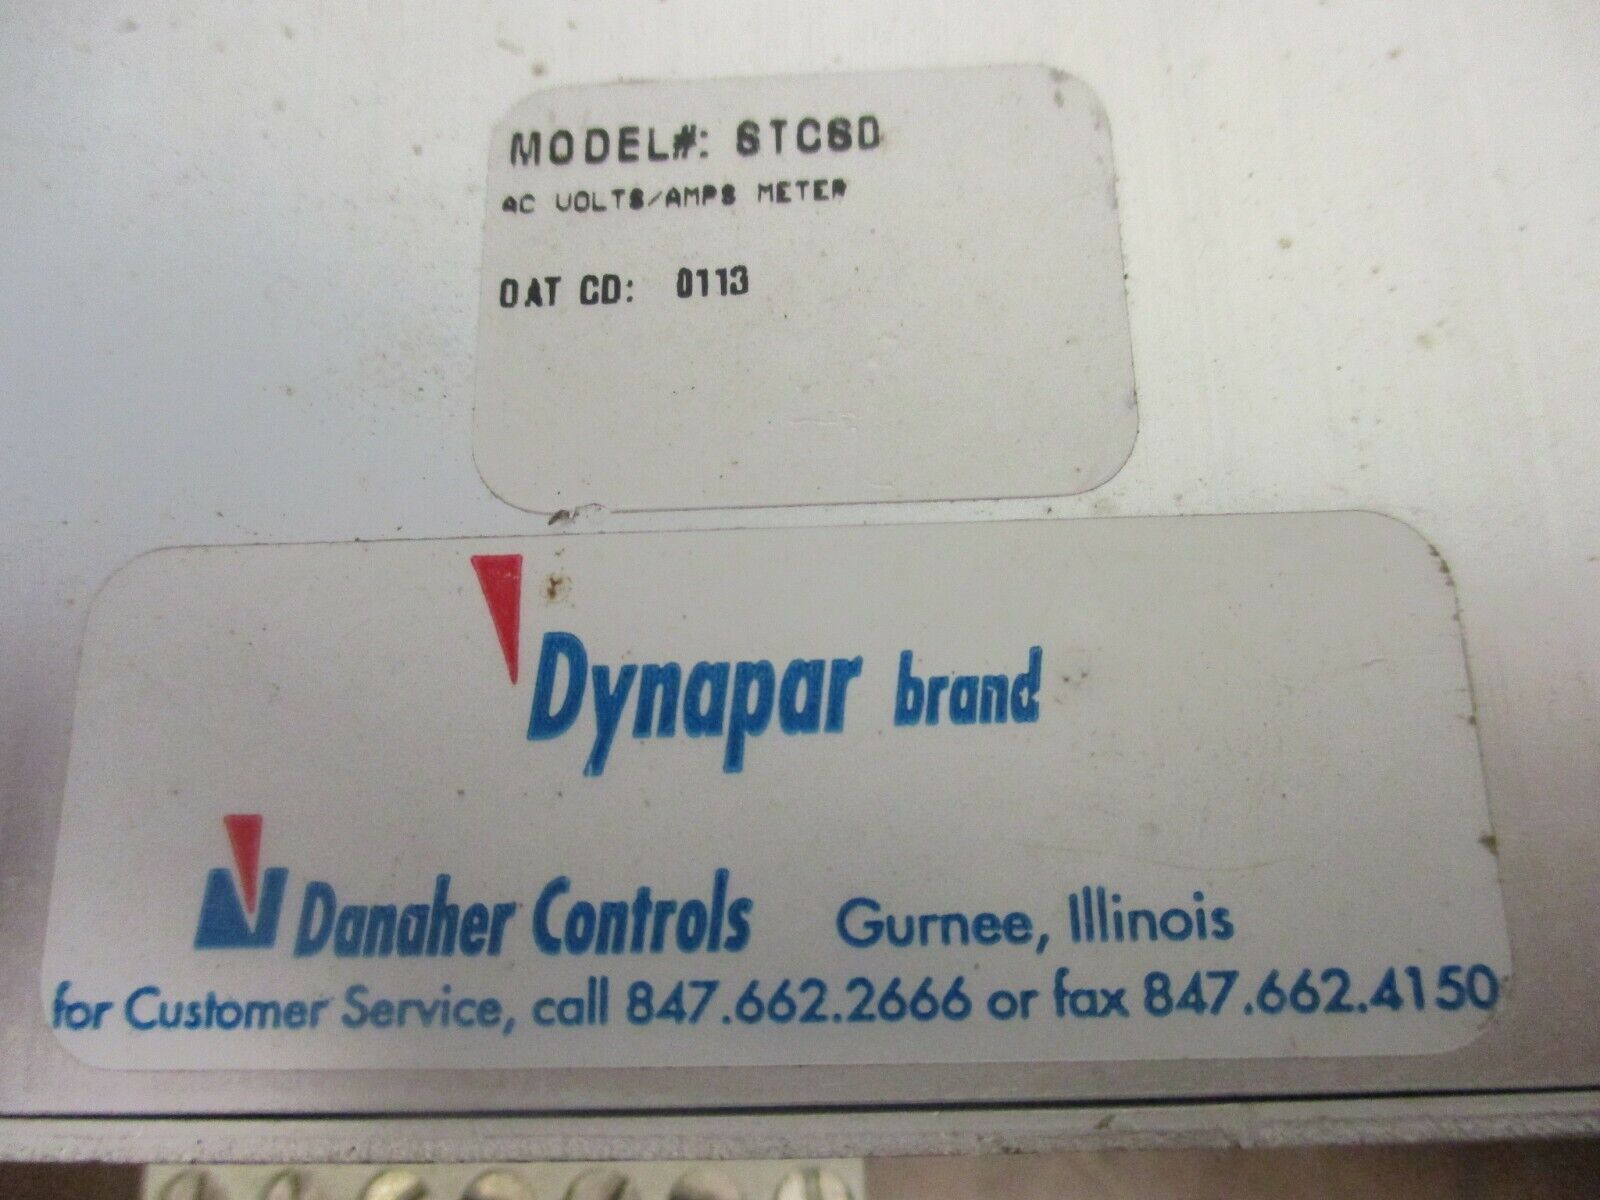 MODEL#: STCSD
AC VOLTS/AMPS METER
DAT CD: 0113
Dynapar brand
Danaher Controls Gurnee, Illinois
for Customer Service, call 847.662.2666 or fax 847.662.4150